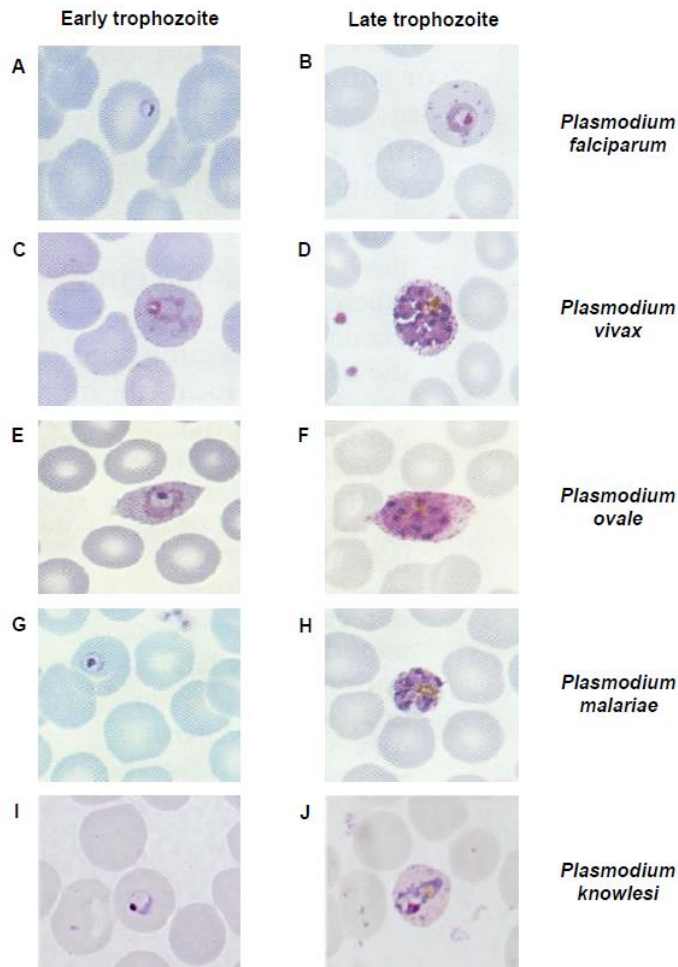 Early trophozoite
Late trophozoite
A
B
Plasmodium
falciparum
C
D
Plasmodium
vivax
E
F
Plasmodium
ovale
G
H
Plasmodium
malariae
I
J
Plasmodium
knowlesi